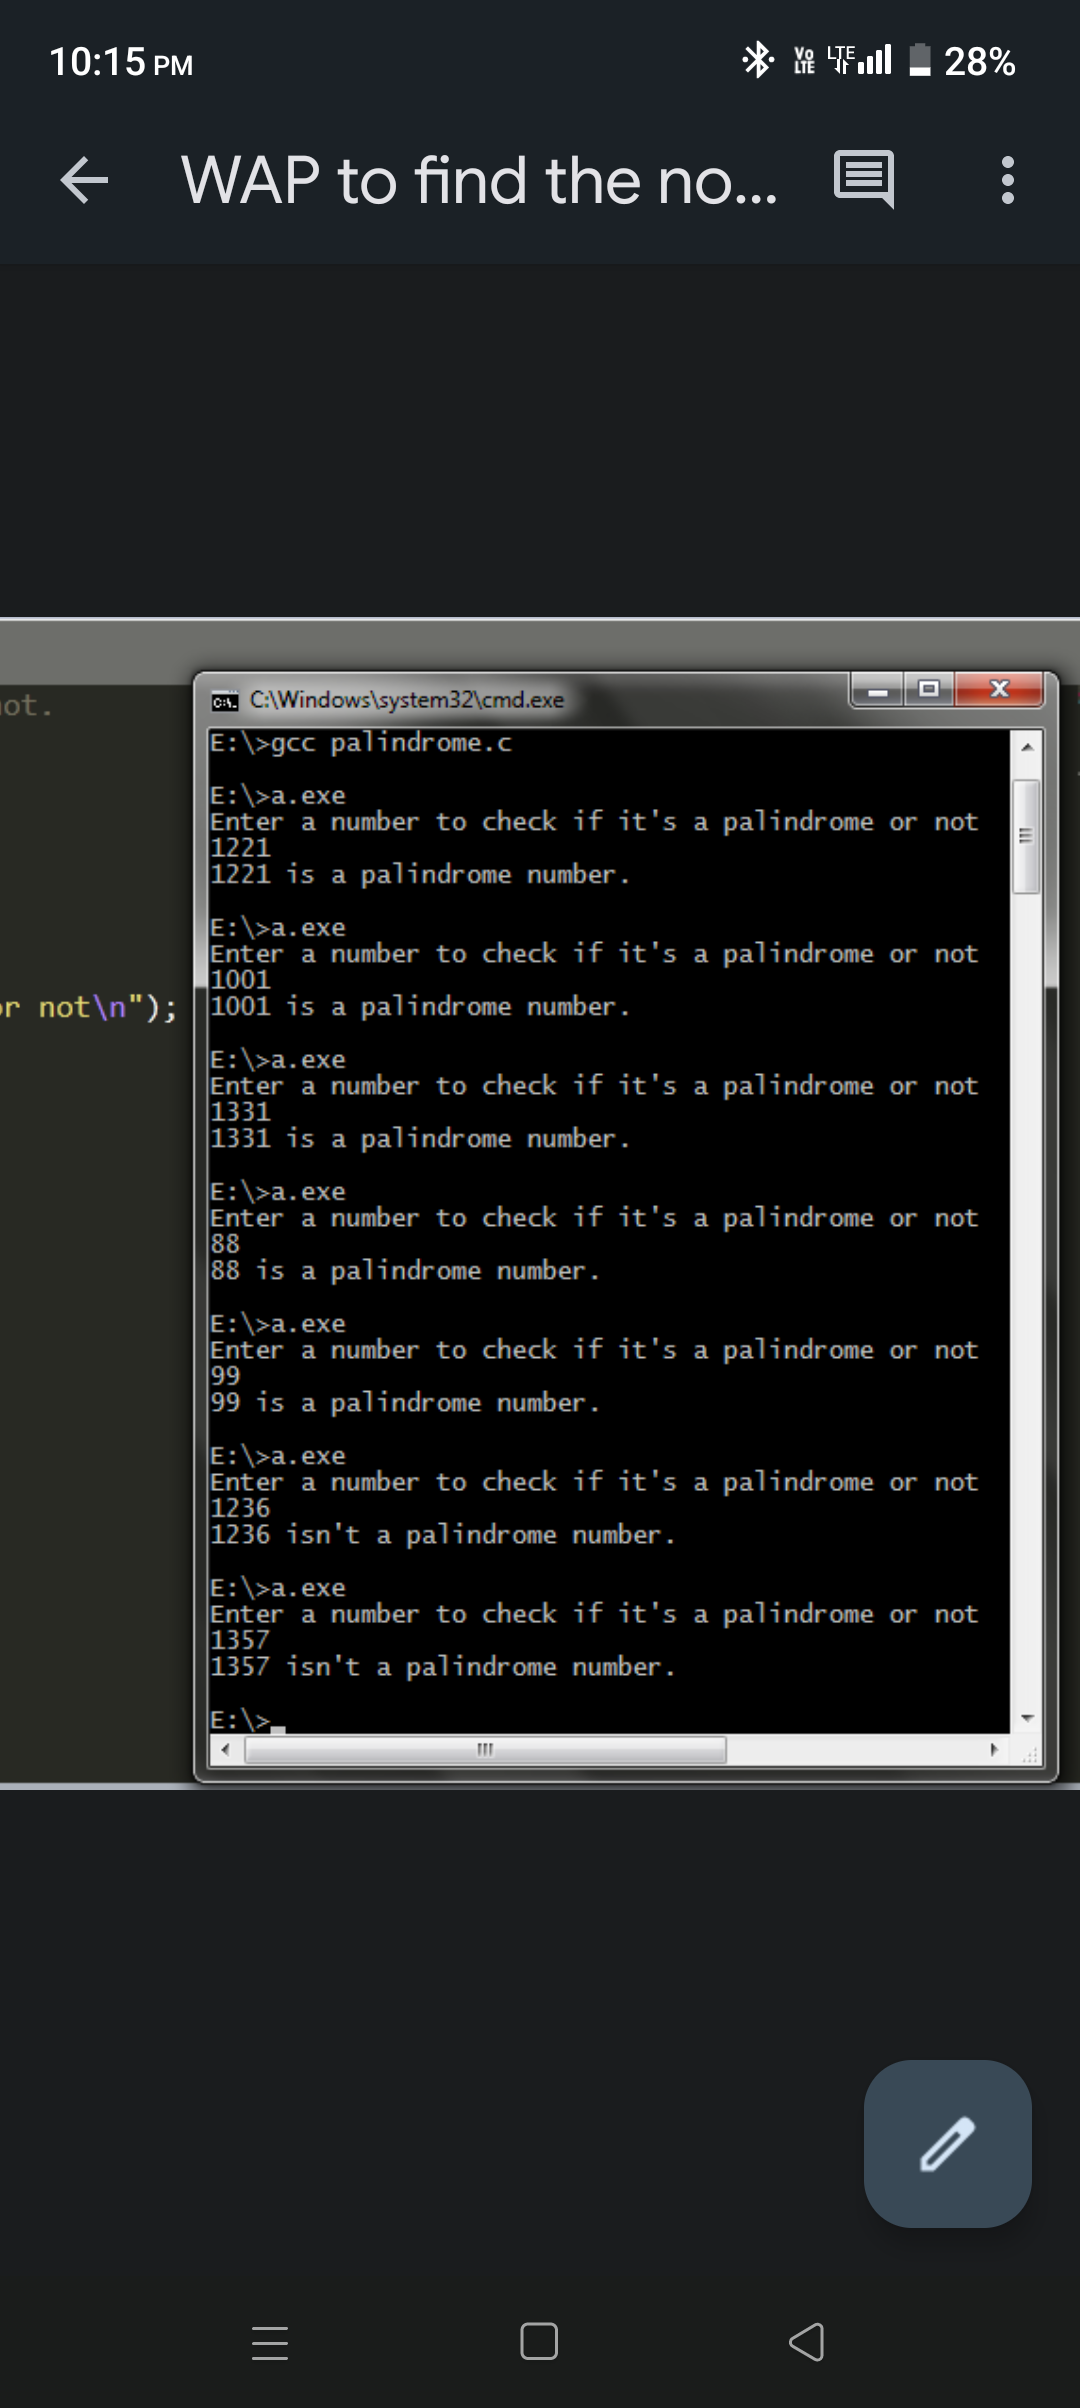 10:15 PM
Vo LTE LTE 28%
WAP to find the no...
C:\Windows\system32\cmd.exe
not.
or not\n");
E:\>gcc palindrome.c
E:\>a.exe
Enter a number to check if it's a palindrome or not
1221
1221 is a palindrome number.
E:\>a.exe
Enter a number to check if it's a palindrome or not
1001
1001 is a palindrome number.
E:\>a.exe
Enter a number to check if it's a palindrome or not
1331
1331 is a palindrome number.
E:\>a.exe
Enter a number to check if it's a palindrome or not
88
88 is a palindrome number.
E:\>a.exe
Enter a number to check if it's a palindrome or not
99
99 is a palindrome number.
E:\>a.exe
Enter a number to check if it's a palindrome or not
1236
1236 isn't a palindrome number.
E:\>a.exe
Enter a number to check if it's a palindrome or not
1357
1357 isn't a palindrome number.
E:\>_